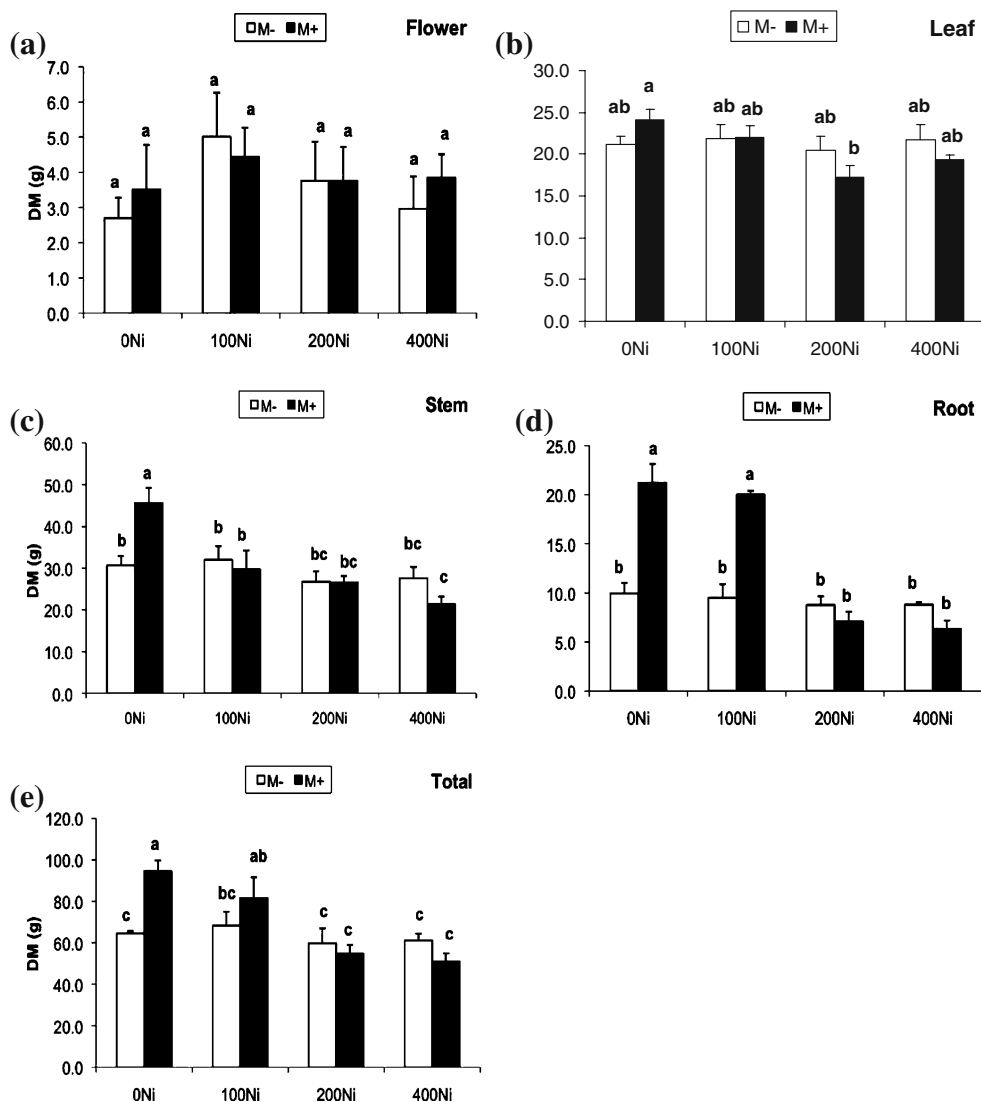 (a) M- M+ Flower
7.0 a
6.0 a a a
5.0 a a
4.0 a
3.0 a
2.0
1.0
0.0
DM (g)
0Ni 100Ni 200Ni 400Ni
(b) M- M+ Leaf
30.0
25.0 ab a ab ab ab b ab ab
20.0
15.0
10.0
5.0
0.0
0Ni 100Ni 200Ni 400Ni
(c) M- M+ Stem
60.0
50.0 a
40.0 b b b bc bc bc c
30.0
20.0
10.0
0.0
DM (g)
0Ni 100Ni 200Ni 400Ni
(d) M- M+ Root
25.0 a a
20.0
15.0
10.0 b b b b b b
5.0
0.0
0Ni 100Ni 200Ni 400Ni
(e) M- M+ Total
120.0
100.0 a ab
80.0 c bc c c c c
60.0
40.0
20.0
0.0
DM (g)
0Ni 100Ni 200Ni 400Ni